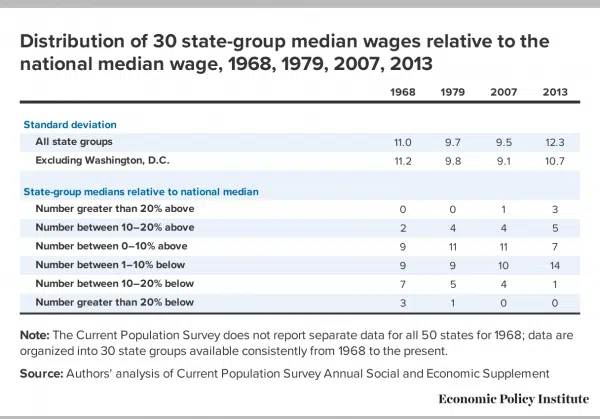 Distribution of 30 state-group median wages relative to the
national median wage, 1968, 1979, 2007, 2013
1968 1979 2007 2013
Standard deviation
All state groups 11.0 9.7 9.5 12.3
Excluding Washington, D.C. 11.2 9.8 9.1 10.7
State-group medians relative to national median
Number greater than 20% above 0 0 1 3
Number between 10–20% above 2 4 4 5
Number between 0–10% above 9 11 11 7
Number between 1–10% below 9 9 10 14
Number between 10–20% below 7 5 4 1
Number greater than 20% below 3 1 0 0
Note: The Current Population Survey does not report separate data for all 50 states for 1968; data are
organized into 30 state groups available consistently from 1968 to the present.
Source: Authors' analysis of Current Population Survey Annual Social and Economic Supplement
Economic Policy Institute